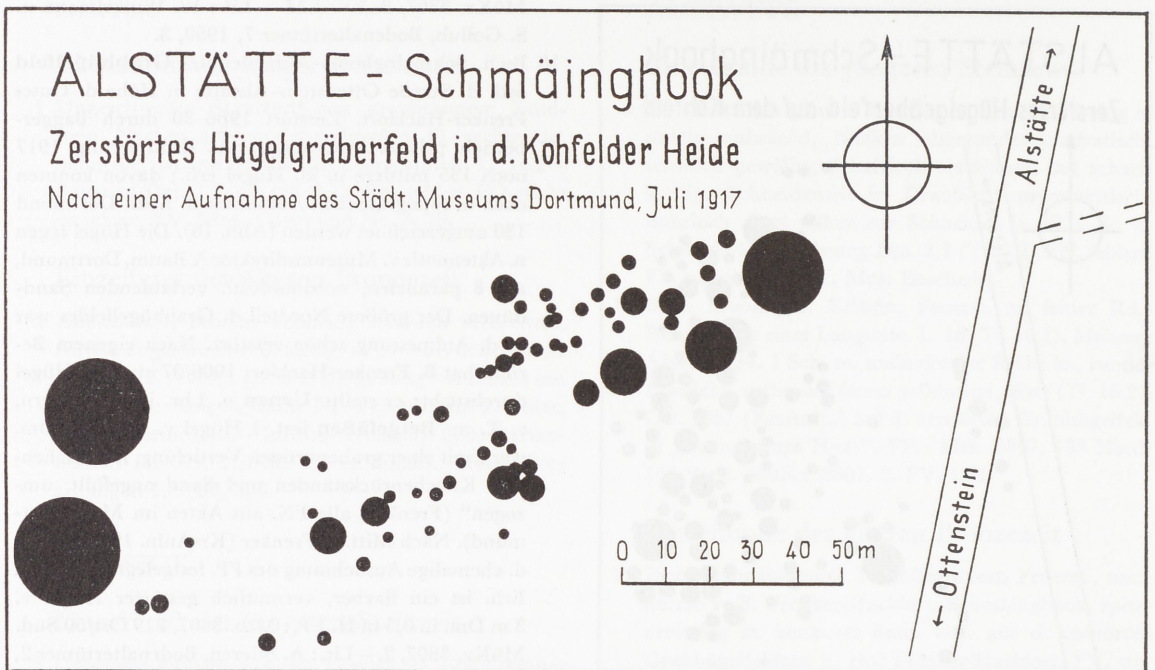 ALSTÄTTE - Schmäinghook
Zerstörtes Hügelgräberfeld in d. Kohfelder Heide
Nach einer Aufnahme des Städt. Museums Dortmund, Juli 1917
Alstätte
Ottenstein
0 10 20 30 40 50m